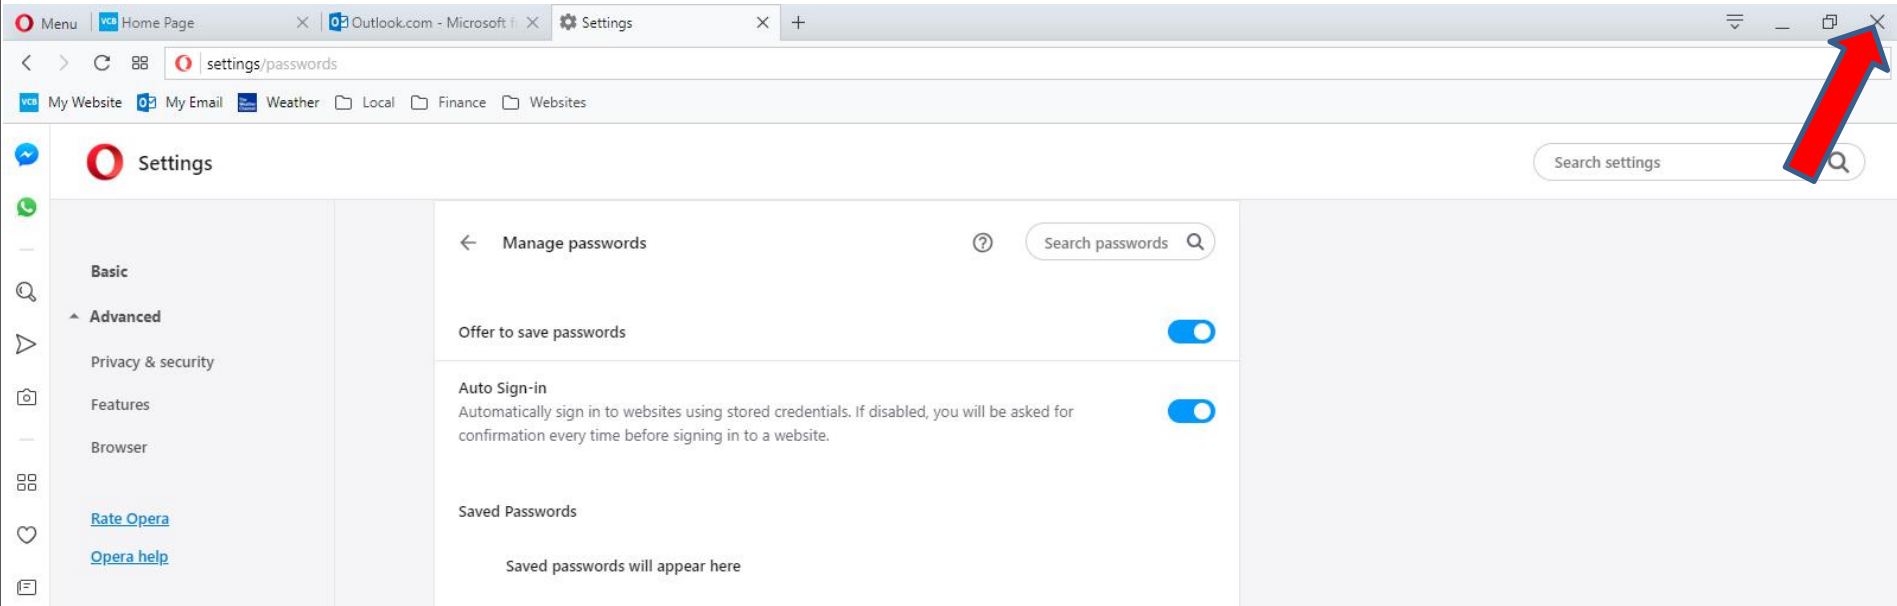 Menu VCB Home Page Outlook.com - Microsoft f Settings
settings/passwords
VCB My Website My Email Weather Local Finance Websites
Settings Search settings
Manage passwords Search passwords
Basic
Advanced
Offer to save passwords
Privacy & security
Auto Sign-in
Features
Automatically sign in to websites using stored credentials. If disabled, you will be asked for
confirmation every time before signing in to a website.
Browser
Saved Passwords
Rate Opera
Opera help
Saved passwords will appear here